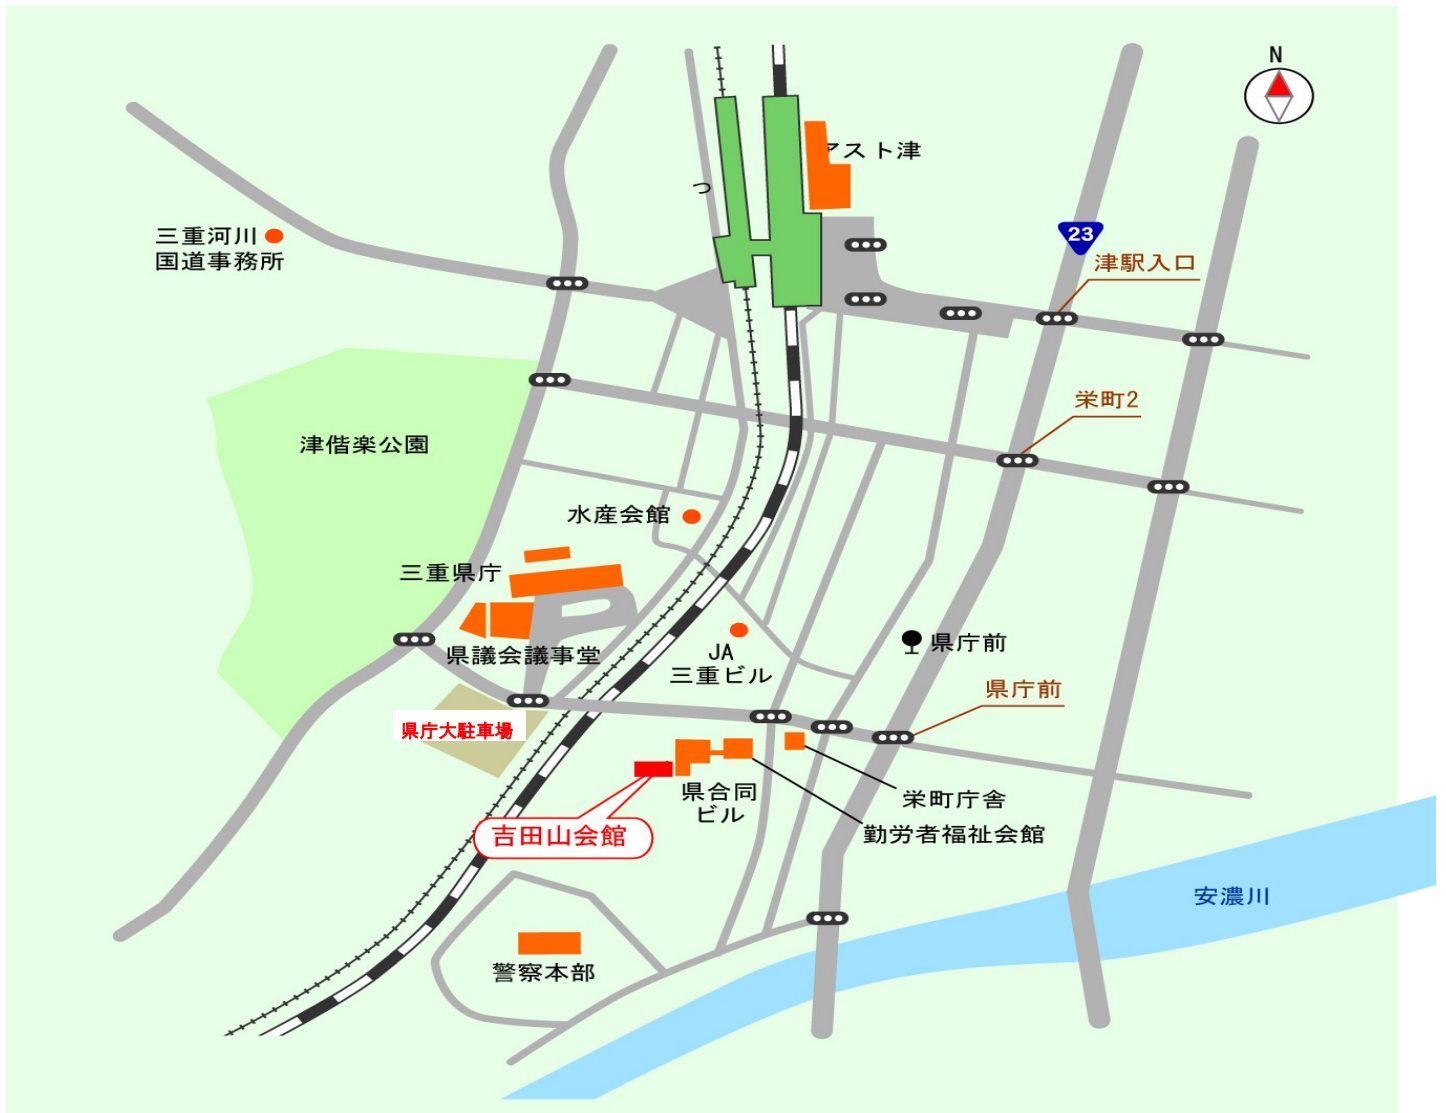 N
アスト津
つ
23
三重河川
国道事務所
津駅入口
栄町2
津偕楽公園
水産会館
三重県庁
県議会議事堂
JA
三重ビル
県庁前
県庁前
県庁大駐車場
県合同
ビル
栄町庁舎
勤労者福祉会館
吉田山会館
安濃川
警察本部